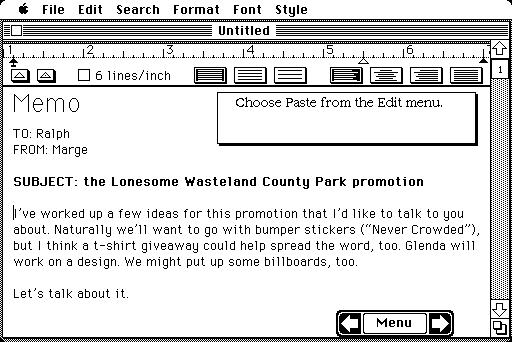 File Edit Search Format Font Style
Untitled
1 2 3 4 5 6 7
6 lines/inch
1
Memo
Choose Paste from the Edit menu.
TO: Ralph
FROM: Marge
SUBJECT: the Lonesome Wasteland County Park promotion
I've worked up a few ideas for this promotion that I'd like to talk to you
about. Naturally we'll want to go with bumper stickers (“Never Crowded”),
but I think a t-shirt giveaway could help spread the word, too. Glenda will
work on a design. We might put up some billboards, too.
Let's talk about it.
Menu